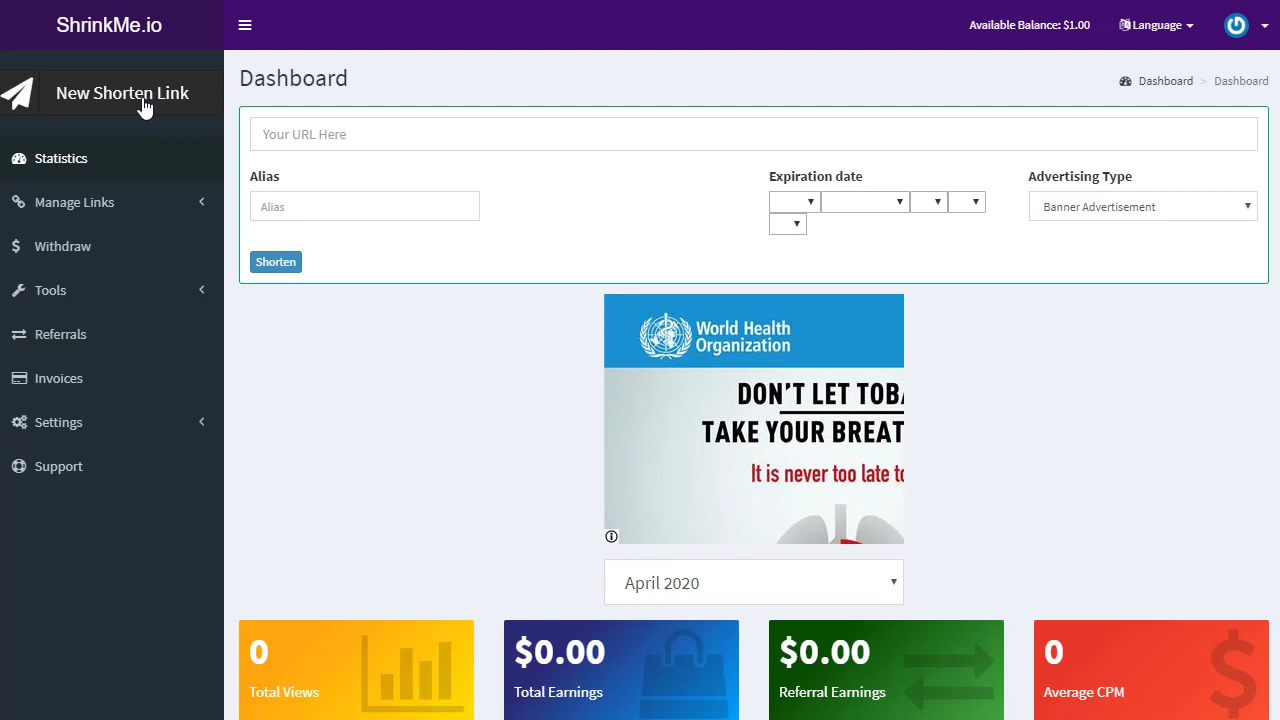 ShrinkMe.io
Available Balance: $1.00
Language
New Shorten Link
Statistics
Manage Links
Withdraw
Tools
Referrals
Invoices
Settings
Support
Dashboard
Dashboard > Dashboard
Your URL Here
Alias
Expiration date
Advertising Type
Alias
Banner Advertisement
Shorten
World Health
Organization
DON'T LET TOBA
TAKE YOUR BREAT
It is never too late to
April 2020
0
Total Views
$0.00
Total Earnings
$0.00
Referral Earnings
0
Average CPM